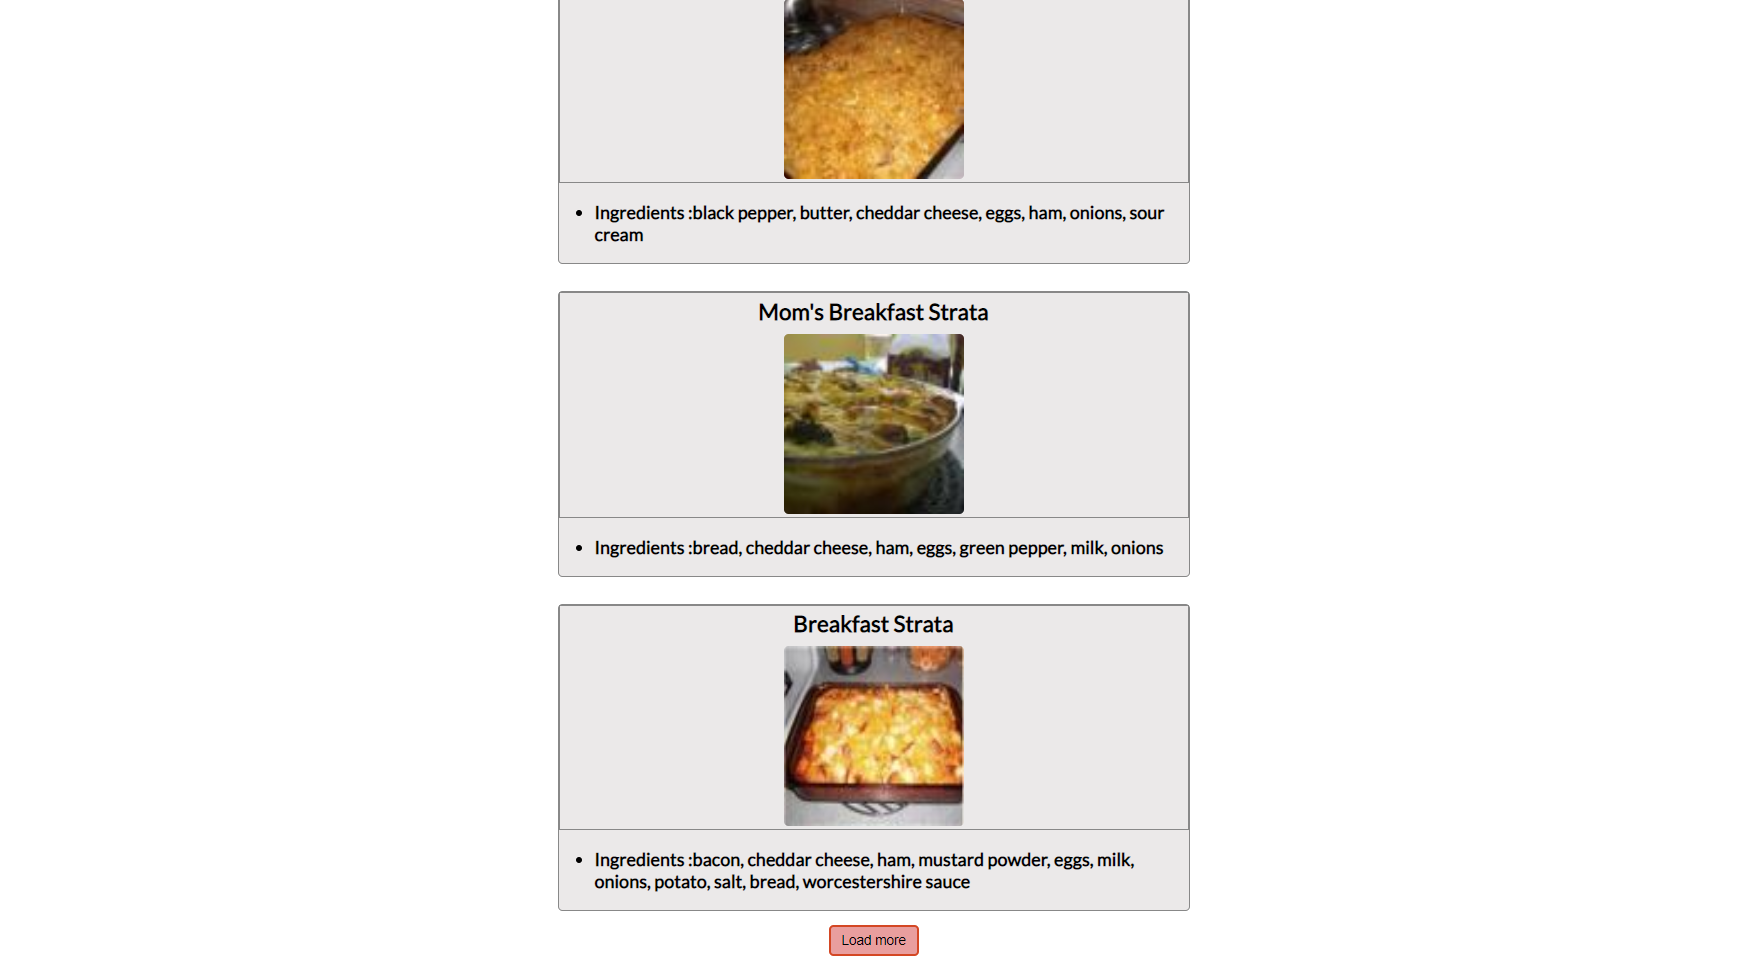 Ingredients :black pepper, butter, cheddar cheese, eggs, ham, onions, sour
cream
Mom's Breakfast Strata
Ingredients :bread, cheddar cheese, ham, eggs, green pepper, milk, onions
Breakfast Strata
Ingredients :bacon, cheddar cheese, ham, mustard powder, eggs, milk,
onions, potato, salt, bread, worcestershire sauce
Load more